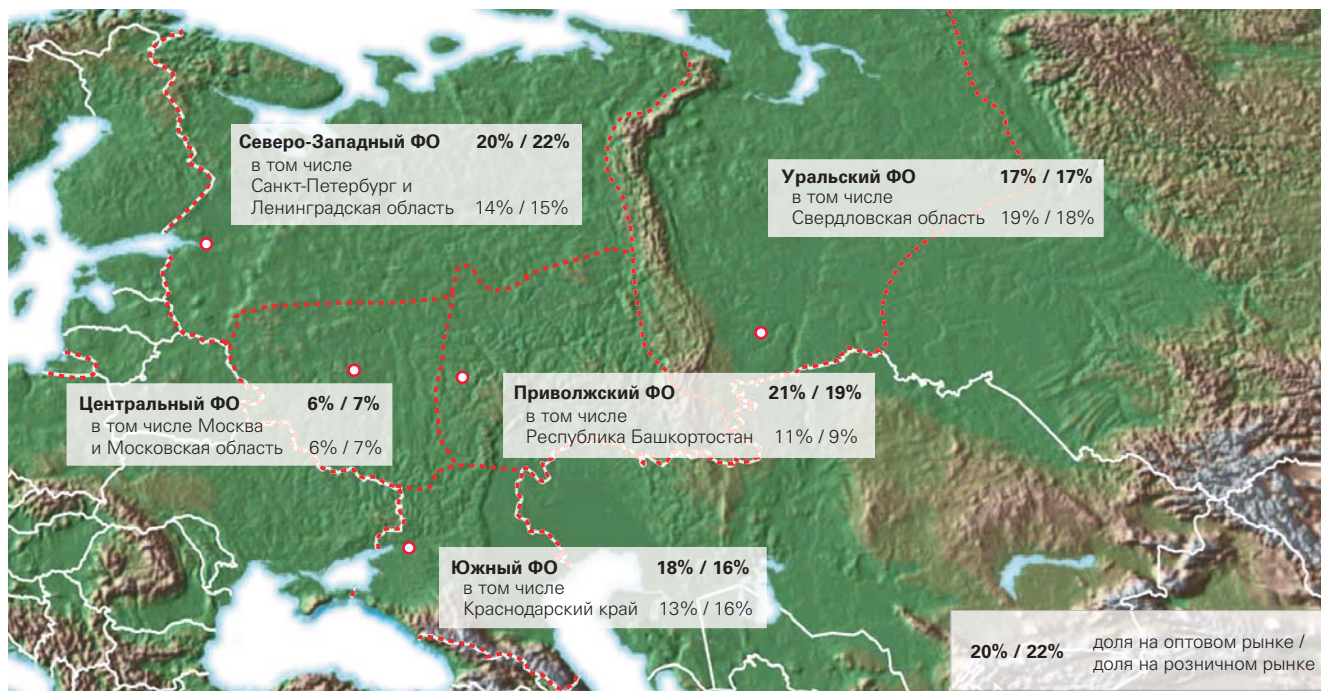 Северо-Западный ФО 20% / 22%
в том числе
Санкт-Петербург и
Ленинградская область 14% / 15%
Уральский ФО 17% / 17%
в том числе
Свердловская область 19% / 18%
Центральный ФО 6% / 7%
в том числе Москва
и Московская область 6% / 7%
Приволжский ФО 21% / 19%
в том числе
Республика Башкортостан 11% / 9%
Южный ФО 18% / 16%
в том числе
Краснодарский край 13% / 16%
20% / 22% доля на оптовом рынке /
доля на розничном рынке